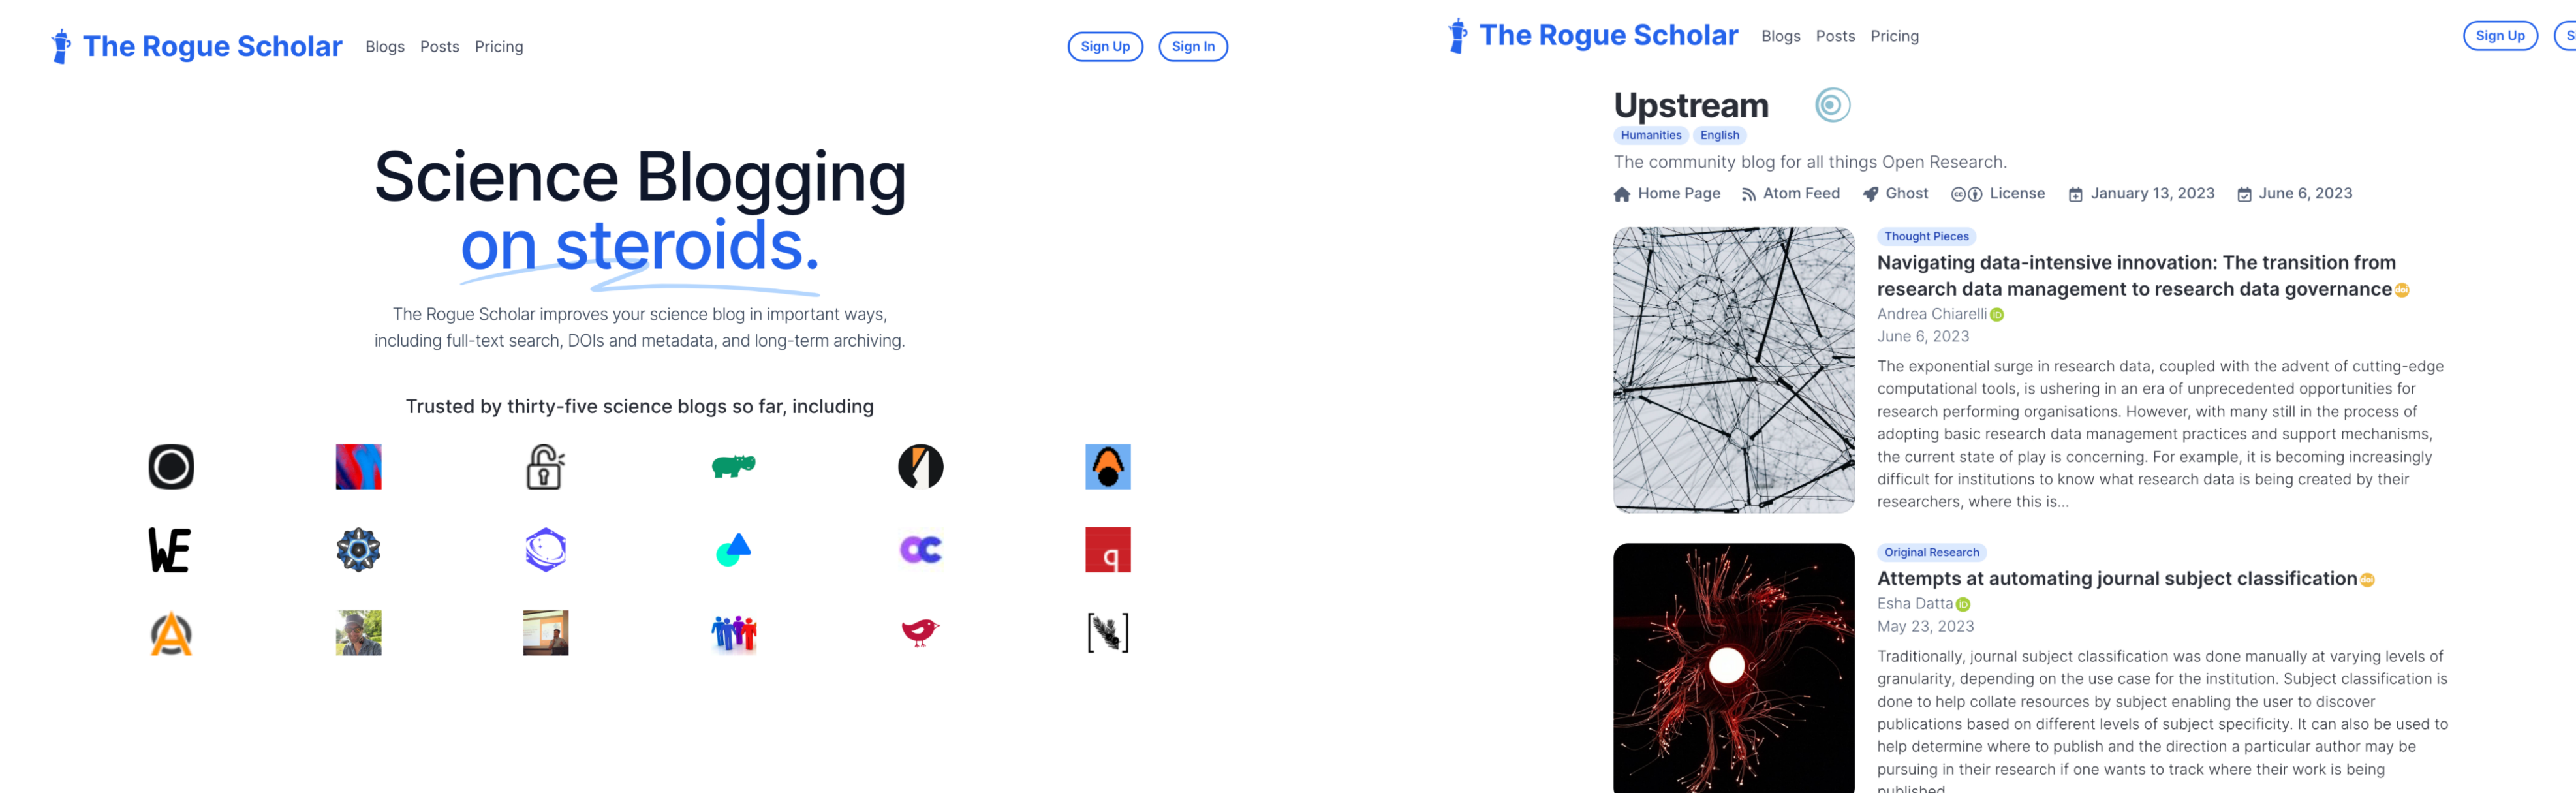 The Rogue Scholar Blogs Posts Pricing Sign Up Sign In
Science Blogging
on steroids.
The Rogue Scholar improves your science blog in important ways,
including full-text search, DOIs and metadata, and long-term archiving.
Trusted by thirty-five science blogs so far, including
WE
CC
q
A
The Rogue Scholar Blogs Posts Pricing Sign Up
Upstream
Humanities English
The community blog for all things Open Research.
Home Page Atom Feed Ghost cc License January 13, 2023 June 6, 2023
Thought Pieces
Navigating data-intensive innovation: The transition from
research data management to research data governance doi
Andrea Chiarelli iD
June 6, 2023
The exponential surge in research data, coupled with the advent of cutting-edge
computational tools, is ushering in an era of unprecedented opportunities for
research performing organisations. However, with many still in the process of
adopting basic research data management practices and support mechanisms,
the current state of play is concerning. For example, it is becoming increasingly
difficult for institutions to know what research data is being created by their
researchers, where this is...
Original Research
Attempts at automating journal subject classification doi
Esha Datta iD
May 23, 2023
Traditionally, journal subject classification was done manually at varying levels of
granularity, depending on the use case for the institution. Subject classification is
done to help collate resources by subject enabling the user to discover
publications based on different levels of subject specificity. It can also be used to
help determine where to publish and the direction a particular author may be
pursuing in their research if one wants to track where their work is being
published